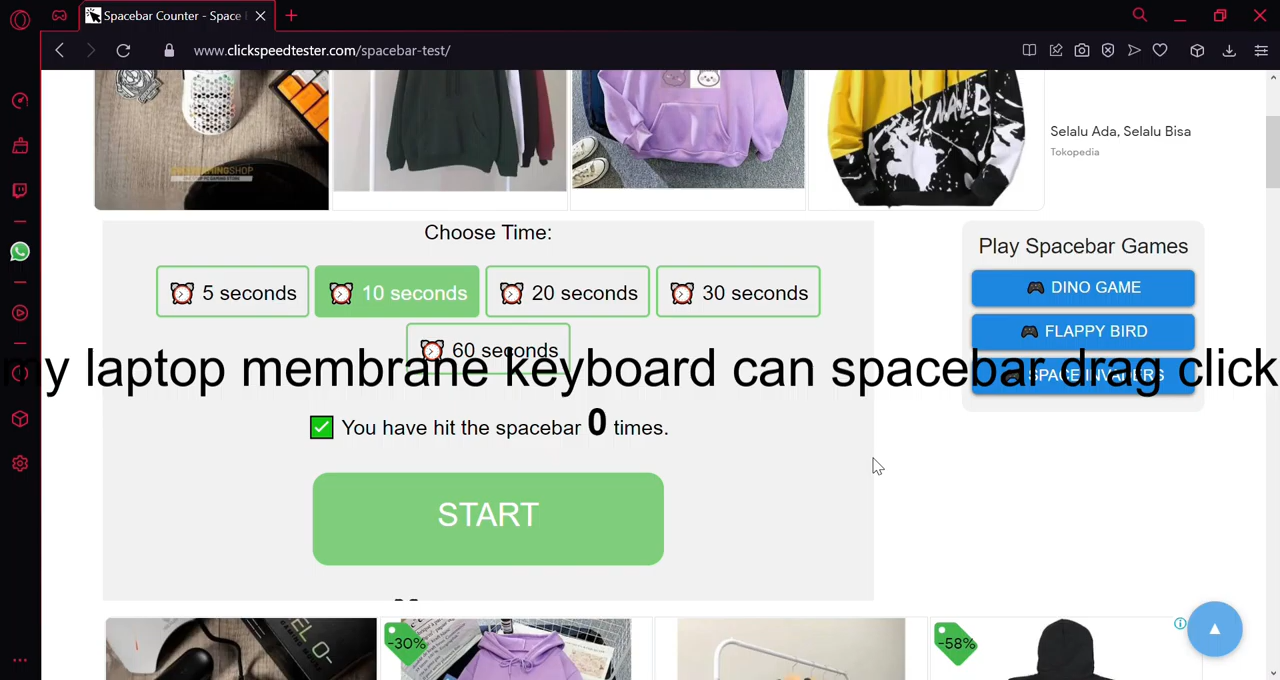 Spacebar Counter - Space
www.clickspeedtester.com/spacebar-test/
Selalu Ada, Selalu Bisa
Tokopedia
Choose Time:
5 seconds
10 seconds
20 seconds
30 seconds
60 seconds
Play Spacebar Games
DINO GAME
FLAPPY BIRD
SPACE INVADERS
my laptop membrane keyboard can spacebar drag click
You have hit the spacebar 0 times.
START
-30%
-58%